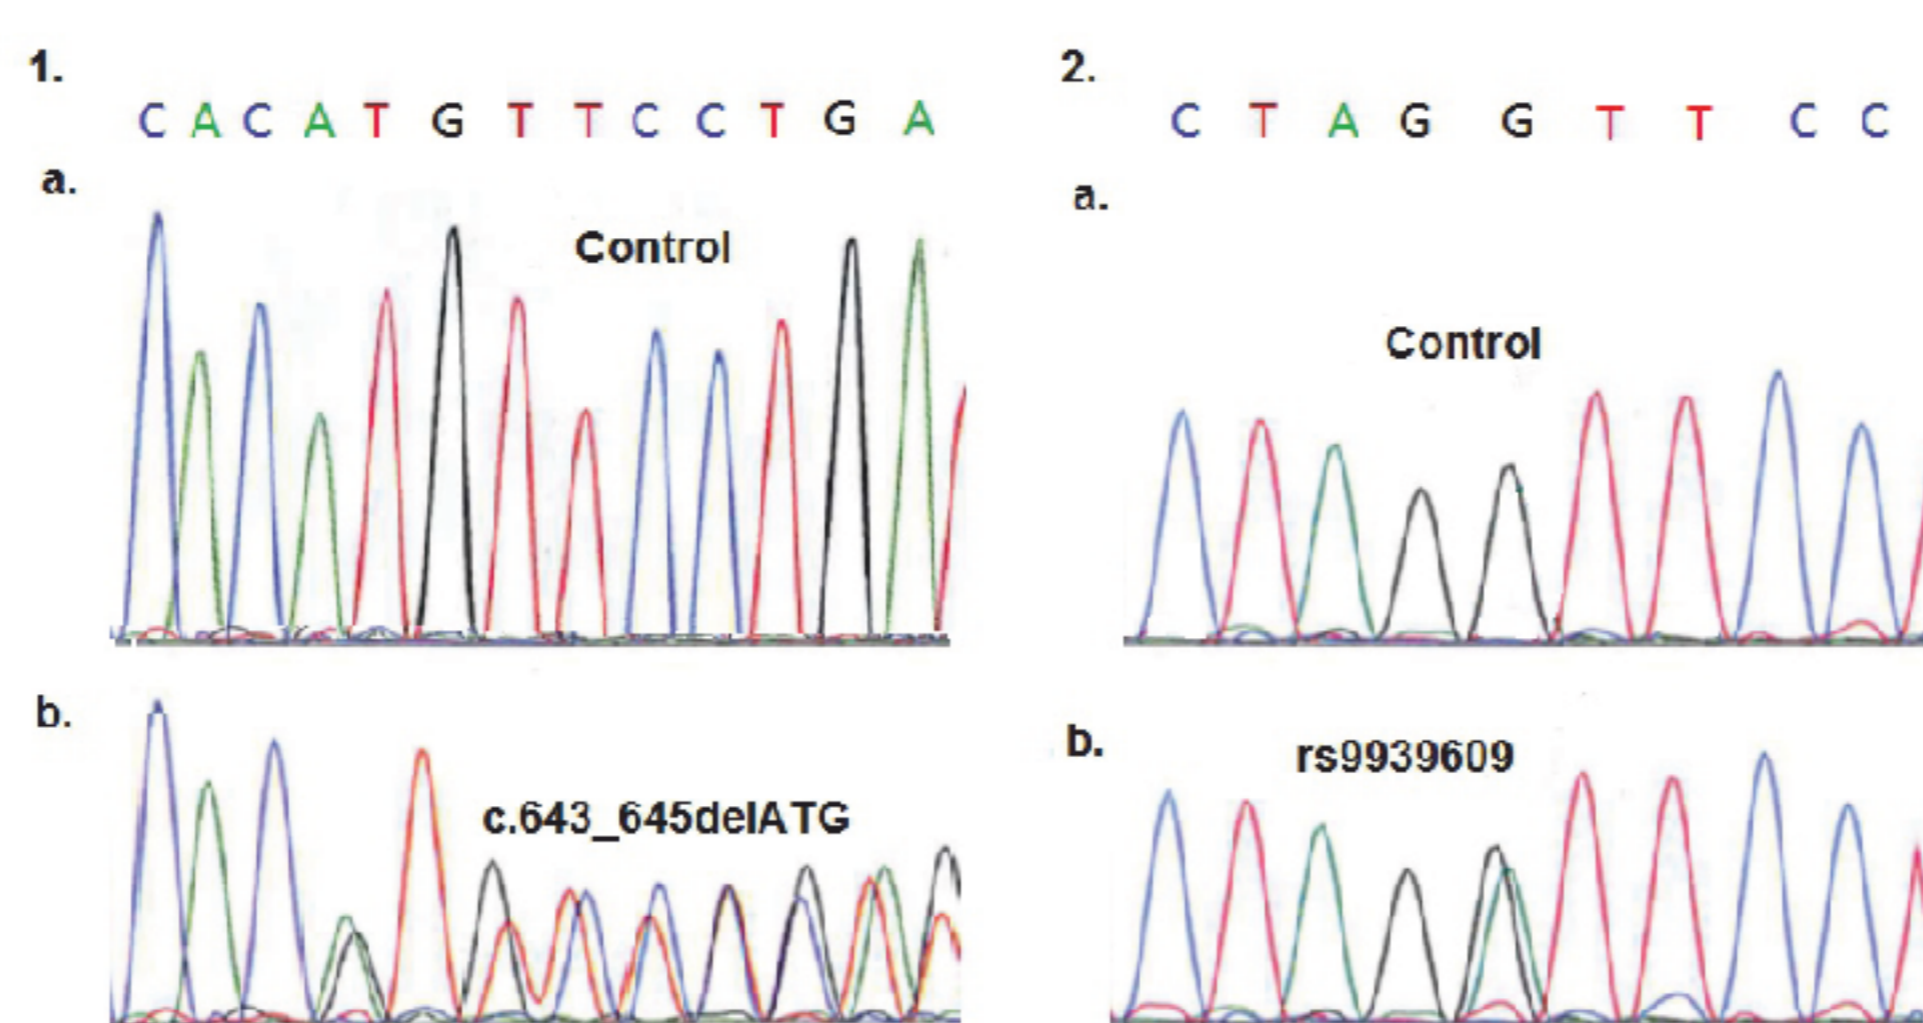 1.
C A C A T G T T C C T G A
a.
Control
b.
c.643_645delATG
2.
C T A G G T T C C
a.
Control
b.
rs9939609